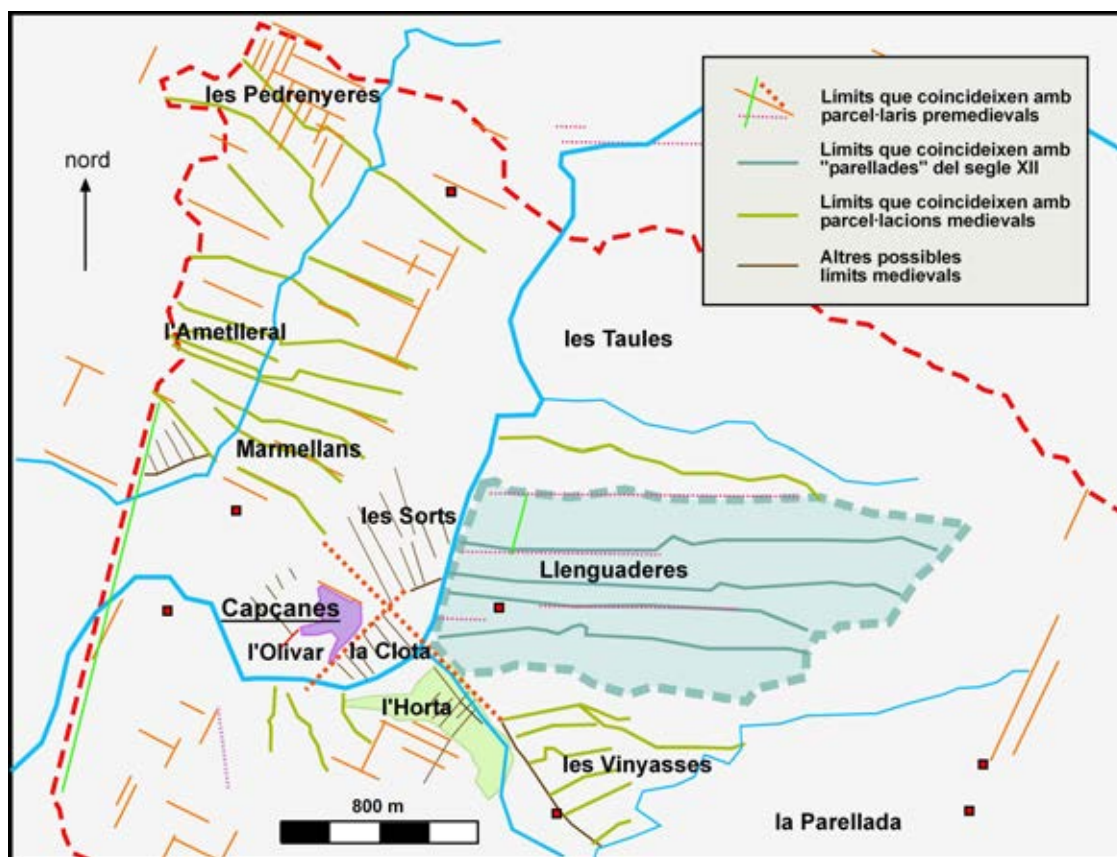 les Pedrenyeres
nord
Límits que coincideixen amb
parcel·laris premedievals
Límits que coincideixen amb
"parellades" del segle XII
Límits que coincideixen amb
parcel·lacions medievals
Altres possibles
límits medievals
l'Ametlleral
les Taules
Marmellans
les Sorts
Llenguaderes
Capçanes
l'Olivar
la Clota
l'Horta
les Vinyasses
800 m
la Parellada